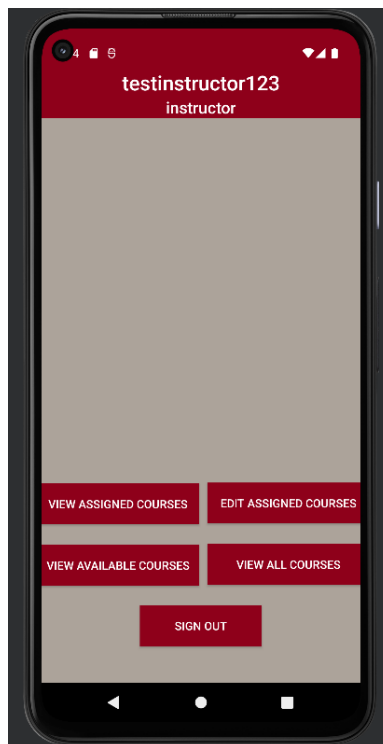 4
testinstructor123
instructor
VIEW ASSIGNED COURSES
EDIT ASSIGNED COURSES
VIEW AVAILABLE COURSES
VIEW ALL COURSES
SIGN OUT